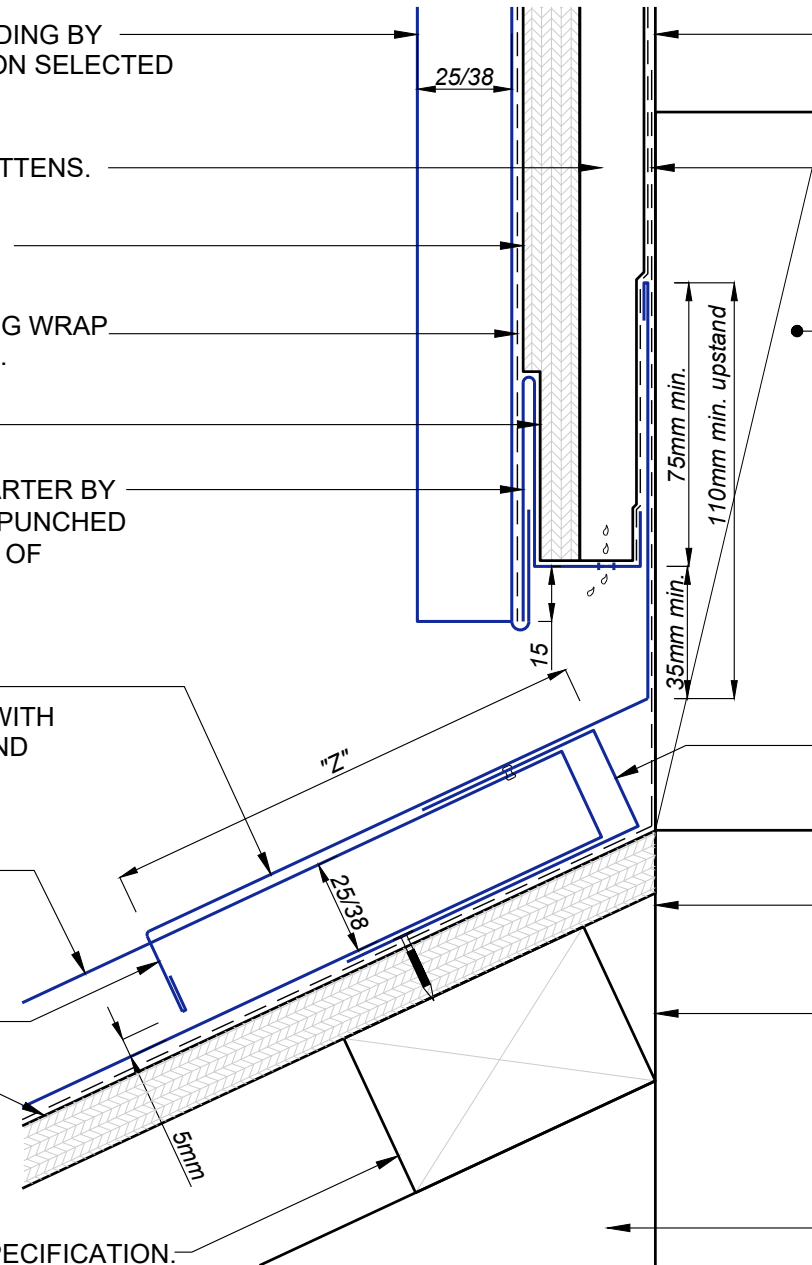 DING BY
ON SELECTED
25/38
TTENS.
G WRAP
.
75mm min.
110mm min. upstand
ARTER BY
PUNCHED
OF
35mm min.
15
WITH
ND
"Z"
25/38
5mm
PECIFICATION.